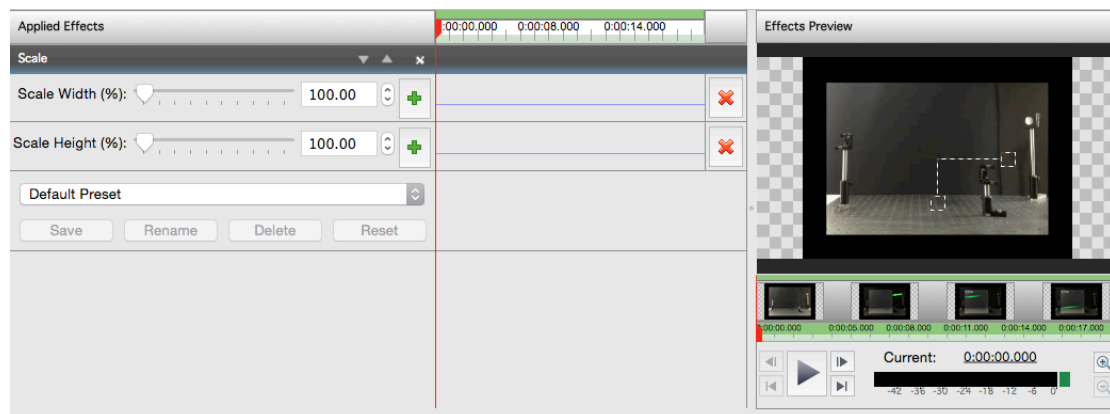 Applied Effects
:00:00.000 0:00:08.000 0:00:14.000
Effects Preview
Scale
Scale Width (%): 100.00
Scale Height (%): 100.00
Default Preset
Save Rename Delete Reset
0:00:00.000 0:00:05.000 0:00:08.000 0:00:11.000 0:00:14.000 0:00:17.000
Current: 0:00:00.000
-42 -36 -30 -24 -18 -12 -6 0